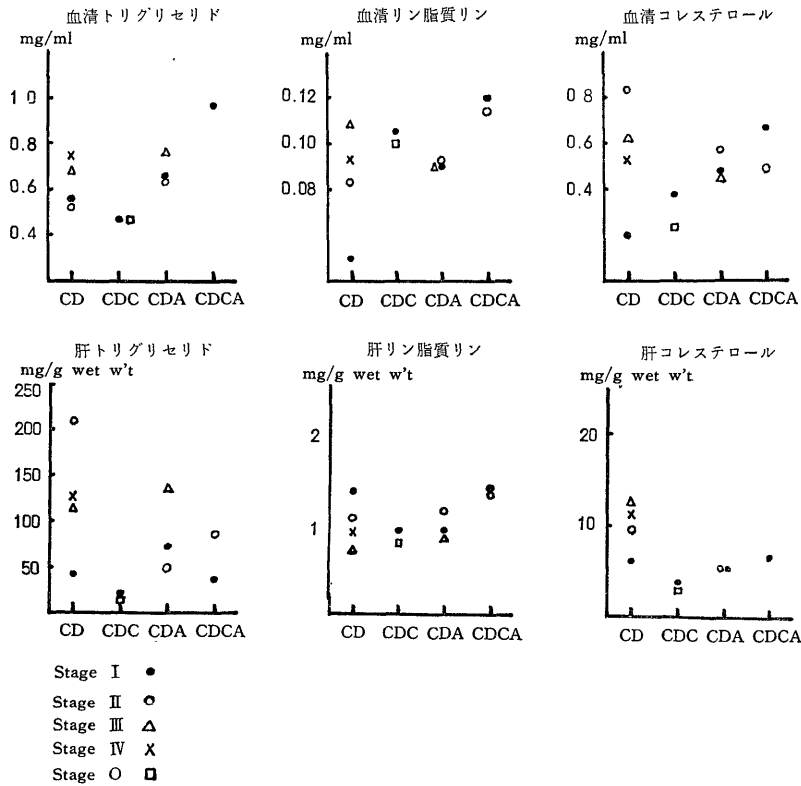 血清トリグリセリド
mg/ml
1 0
0.8
0.6
0.4
CD CDC CDA CDCA
血清リン脂質リン
mg/ml
0.12
0.10
0.08
CD CDC CDA CDCA
血清コレステロール
mg/ml
0 8
0.6
0.4
CD CDC CDA CDCA
肝トリグリセリド
mg/g wet w't
250
200
150
100
50
CD CDC CDA CDCA
肝リン脂質リン
mg/g wet w't
2
1
CD CDC CDA CDCA
肝コレステロール
mg/g wet w't
20
10
CD CDC CDA CDCA
Stage I
Stage II
Stage III
Stage IV
Stage O